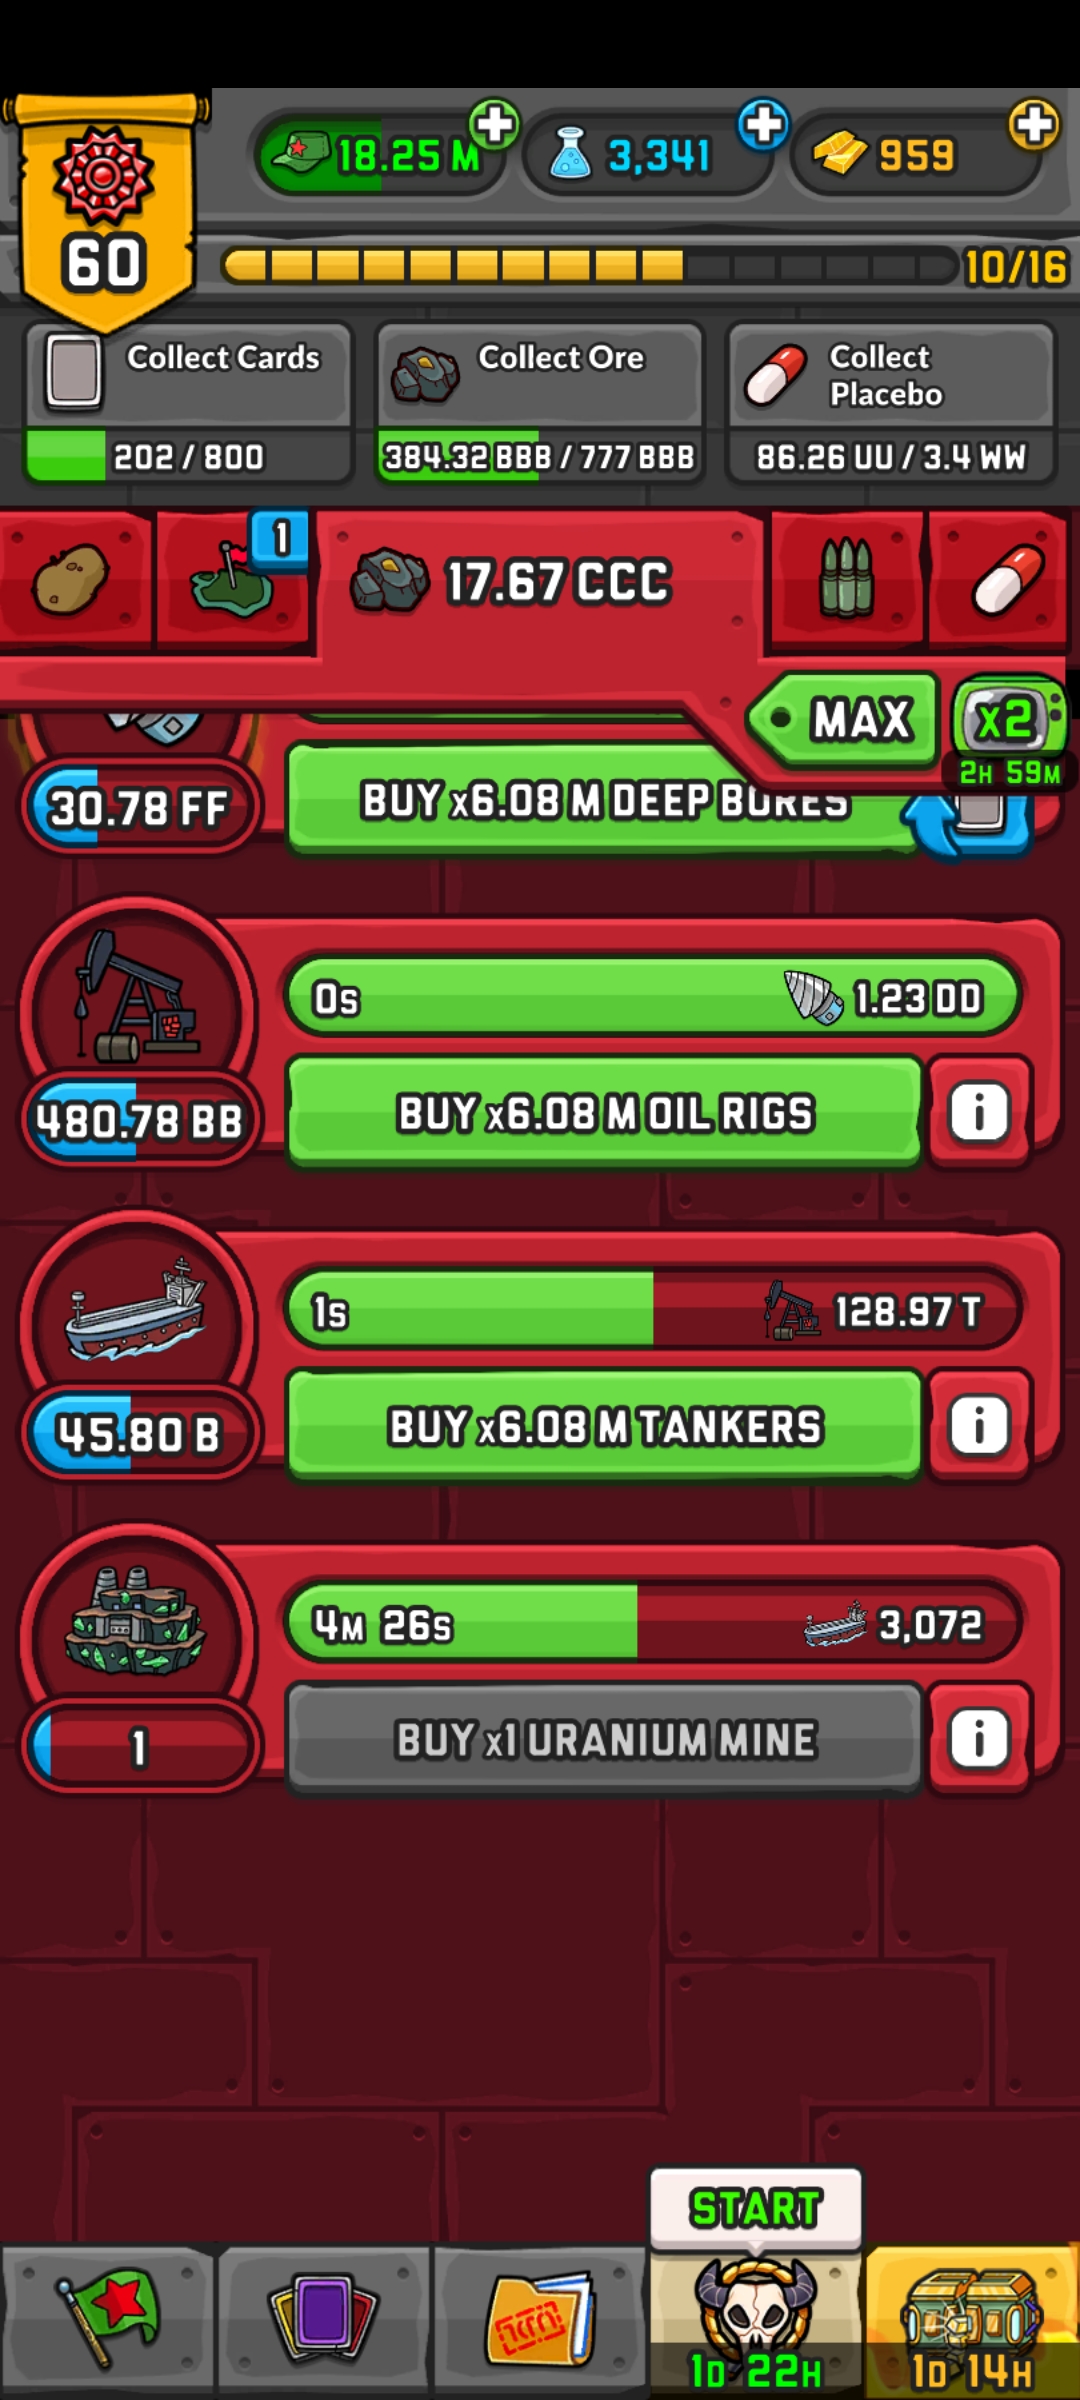 18.25 M
3,341
959
60
10/16
Collect Cards
202 / 800
Collect Ore
384.32 BBB / 777 BBB
Collect
Placebo
86.26 UU / 3.4 WW
1
17.67 CCC
MAX
x2
2H 59M
30.78 FF
BUY x6.08 M DEEP BORES
0s
1.23 DD
480.78 BB
BUY x6.08 M OIL RIGS
i
1s
128.97 T
45.80 B
BUY x6.08 M TANKERS
i
4M 26s
3,072
1
BUY x1 URANIUM MINE
i
START
1D 22H
1D 14H